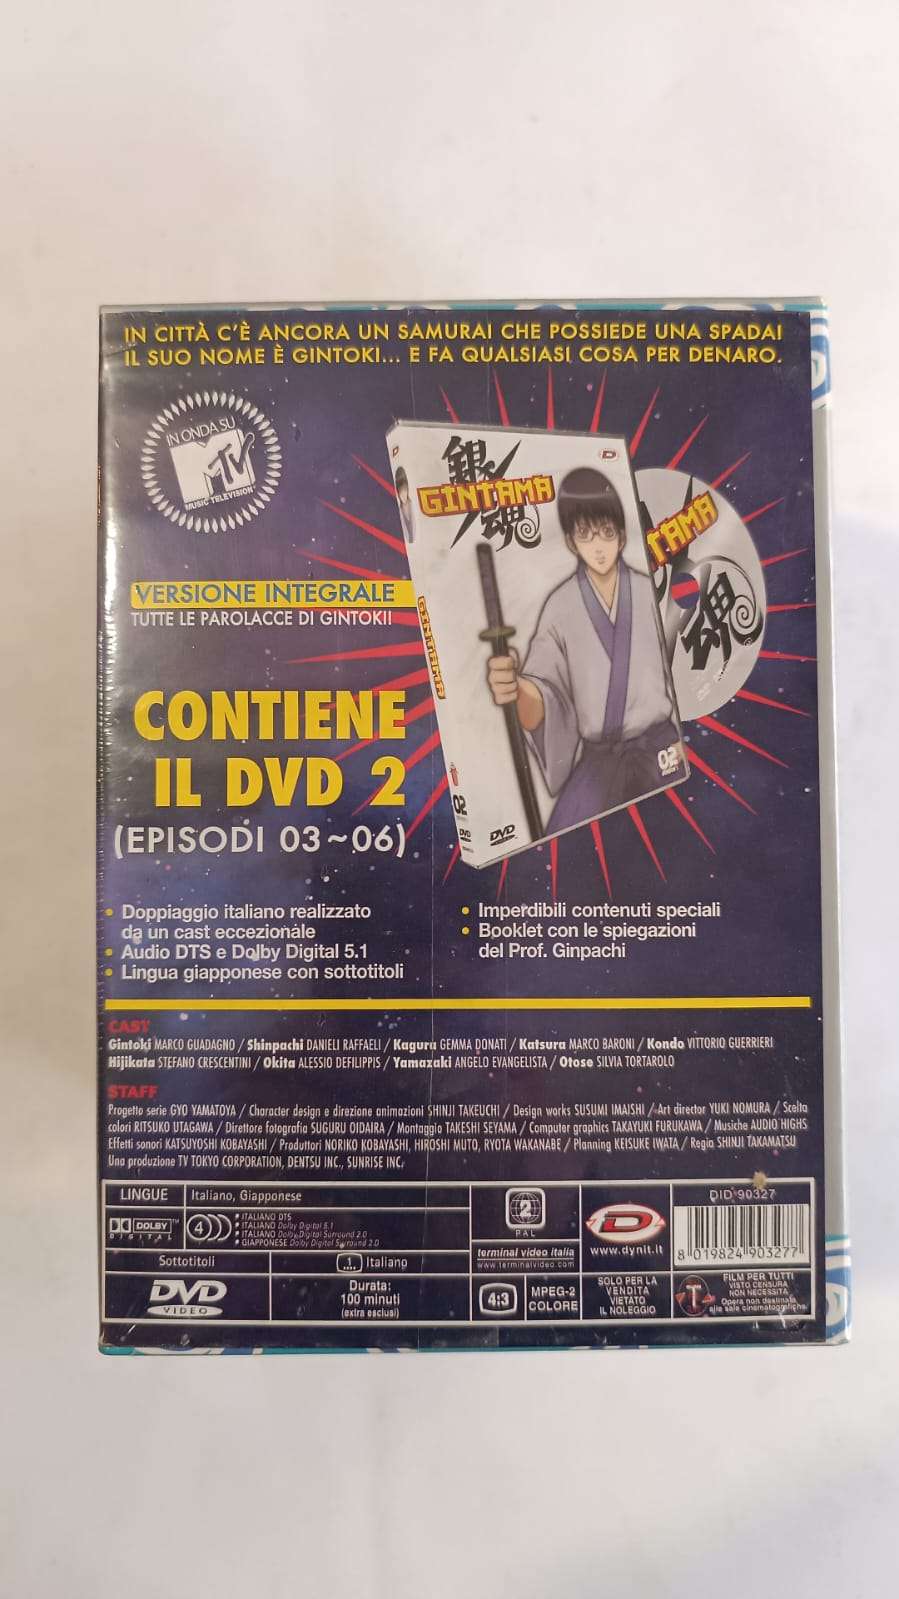 IN CITTÀ C'È ANCORA UN SAMURAI CHE POSSIEDE UNA SPADA!
IL SUO NOME È GINTOKI... E FA QUALSIASI COSA PER DENARO.
IN ONDA SU
MTV
MUSIC TELEVISION
銀魂
GINTAMA
GINTAMA
TAMA
魂
VERSIONE INTEGRALE
TUTTE LE PAROLACCE DI GINTOKI!
CONTIENE
IL DVD 2
(EPISODI 03~06)
02
02
DVD
DVD
• Doppiaggio italiano realizzato
da un cast eccezionale
• Audio DTS e Dolby Digital 5.1
• Lingua giapponese con sottotitoli
• Imperdibili contenuti speciali
• Booklet con le spiegazioni
del Prof. Ginpachi
CAST
Gintoki MARCO GUADAGNO / Shinpachi DANIELI RAFFAELI / Kagura GEMMA DONATI / Katsura MARCO BARONI / Kondo VITTORIO GUERRIERI
Hijikata STEFANO CRESCENTINI / Okita ALESSIO DEFILIPPIS / Yamazaki ANGELO EVANGELISTA / Otose SILVIA TORTAROLO
STAFF
Progetto serie GYO YAMATOYA / Character design e direzione animazioni SHINJI TAKEUCHI / Design works SUSUMI IMAISHI / Art director YUKI NOMURA / Scelta
colori RITSUKO UTAGAWA / Direttore fotografia SUGURU OIDAIRA / Montaggio TAKESHI SEYAMA / Computer graphics TAKAYUKI FURUKAWA / Musiche AUDIO HIGHS
Effetti sonori KATSUYOSHI KOBAYASHI / Produttori NORIKO KOBAYASHI, HIROSHI MUTO, RYOTA WAKANABE / Planning KEISUKE IWATA / Regia SHINJI TAKAMATSU
Una produzione TV TOKYO CORPORATION, DENTSU INC., SUNRISE INC.
LINGUE
Italiano, Giapponese
DOLBY
DIGITAL
4
• ITALIANO DTS
• ITALIANO Dolby Digital 5.1
• ITALIANO Dolby Digital Surround 2.0
• GIAPPONESE Dolby Digital Surround 2.0
Sottotitoli
1
Italiano
DVD
VIDEO
Durata:
100 minuti
(extra esclusi)
2
PAL
terminal video italia
www.terminalvideo.com
4:3
MPEG-2
COLORE
D
www.dynit.it
SOLO PER LA
VENDITA
VIETATO
IL NOLEGGIO
DID 90327
8 019824 903277
T
FILM PER TUTTI
VISTO CENSURA
NON NECESSITA
Opera non destinata
alle sale cinematografiche